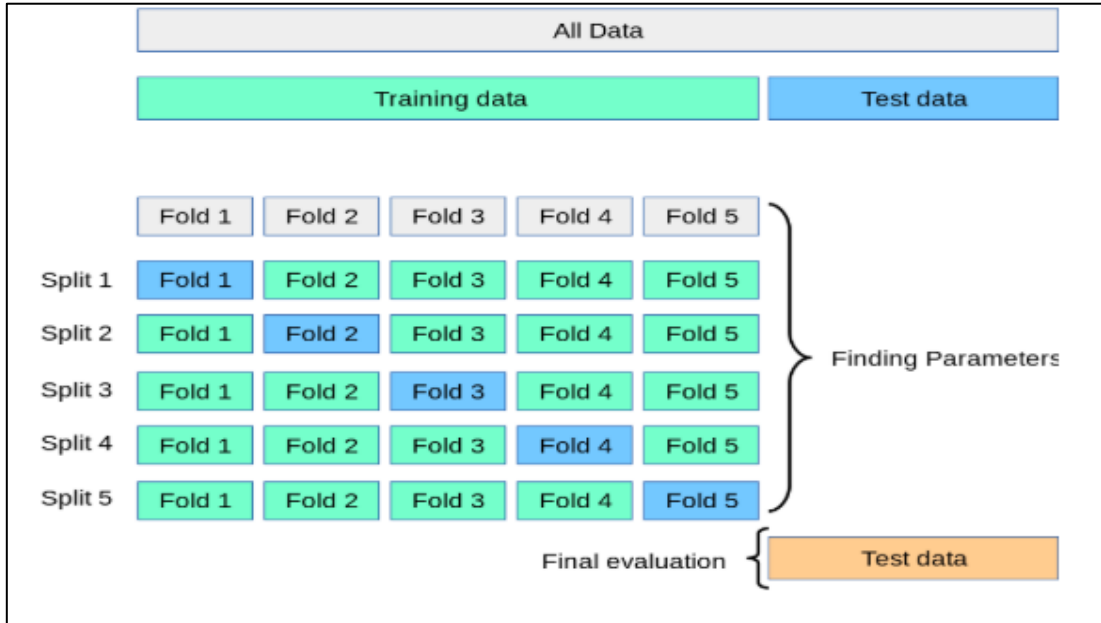 All Data
Training data Test data
Fold 1 Fold 2 Fold 3 Fold 4 Fold 5
Split 1 Fold 1 Fold 2 Fold 3 Fold 4 Fold 5
Split 2 Fold 1 Fold 2 Fold 3 Fold 4 Fold 5
Finding Parameters
Split 3 Fold 1 Fold 2 Fold 3 Fold 4 Fold 5
Split 4 Fold 1 Fold 2 Fold 3 Fold 4 Fold 5
Split 5 Fold 1 Fold 2 Fold 3 Fold 4 Fold 5
Final evaluation Test data